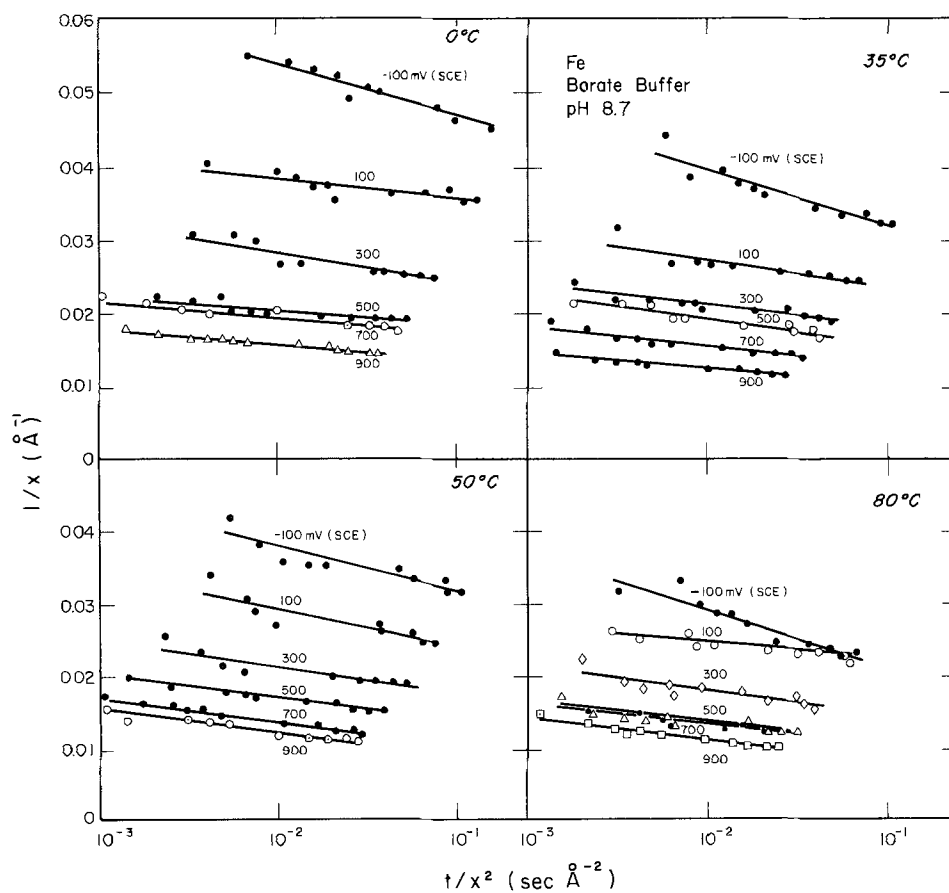 0.06
0.05
0.04
0.03
0.02
0.01
0
0°C
-100 mV (SCE)
100
300
500
700
900
Fe
Borate Buffer
pH 8.7
35°C
-100 mV (SCE)
100
300
500
700
900
1/x (Å⁻¹)
0.04
0.03
0.02
0.01
0
50°C
-100 mV (SCE)
100
300
500
700
900
80°C
-100 mV (SCE)
100
300
500
700
900
10⁻³ 10⁻² 10⁻¹ 10⁻³ 10⁻² 10⁻¹
t/x² (sec Å⁻²)